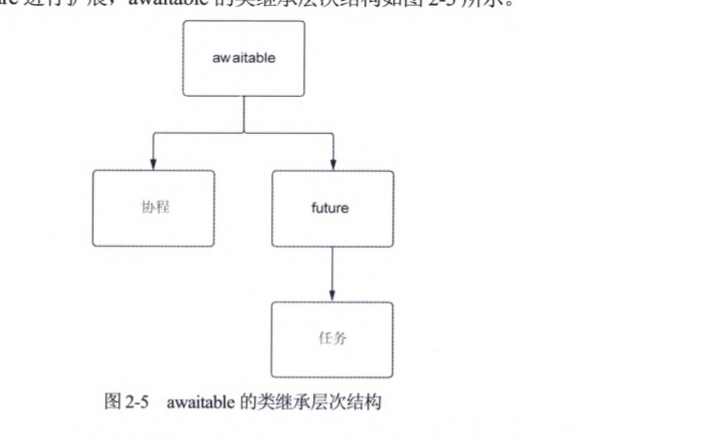 进行扩展，awaitable 的类继承层次结构如图 2-5 所示。
awaitable
协程
future
任务
图 2-5 awaitable 的类继承层次结构